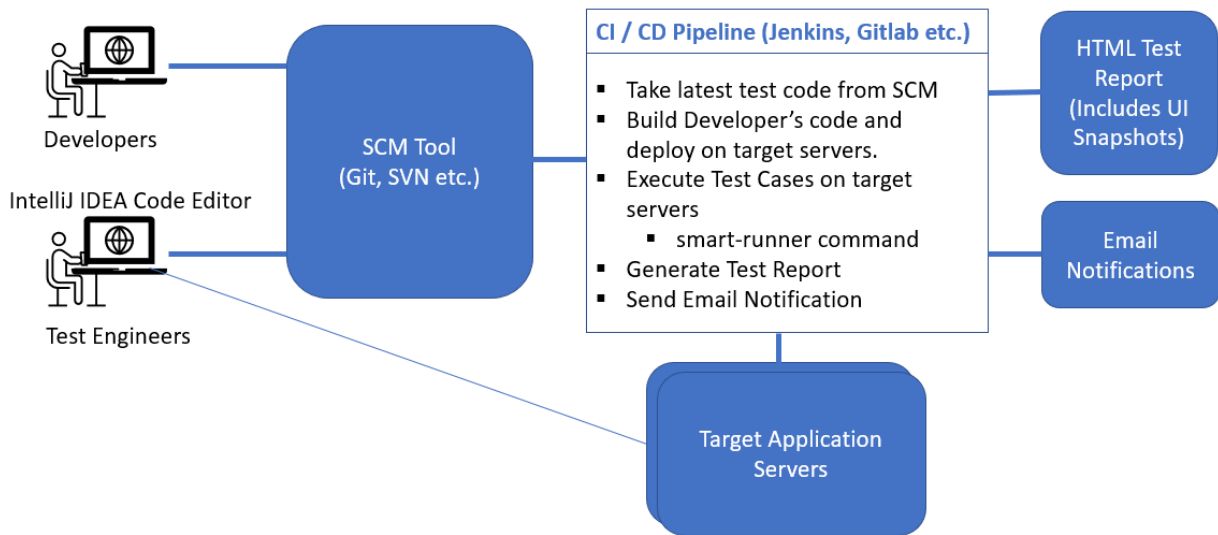 Developers
IntelliJ IDEA Code Editor
Test Engineers
SCM Tool
(Git, SVN etc.)
CI / CD Pipeline (Jenkins, Gitlab etc.)
▪ Take latest test code from SCM
▪ Build Developer’s code and
deploy on target servers.
▪ Execute Test Cases on target
servers
▪ smart-runner command
▪ Generate Test Report
▪ Send Email Notification
HTML Test
Report
(Includes UI
Snapshots)
Email
Notifications
Target Application
Servers